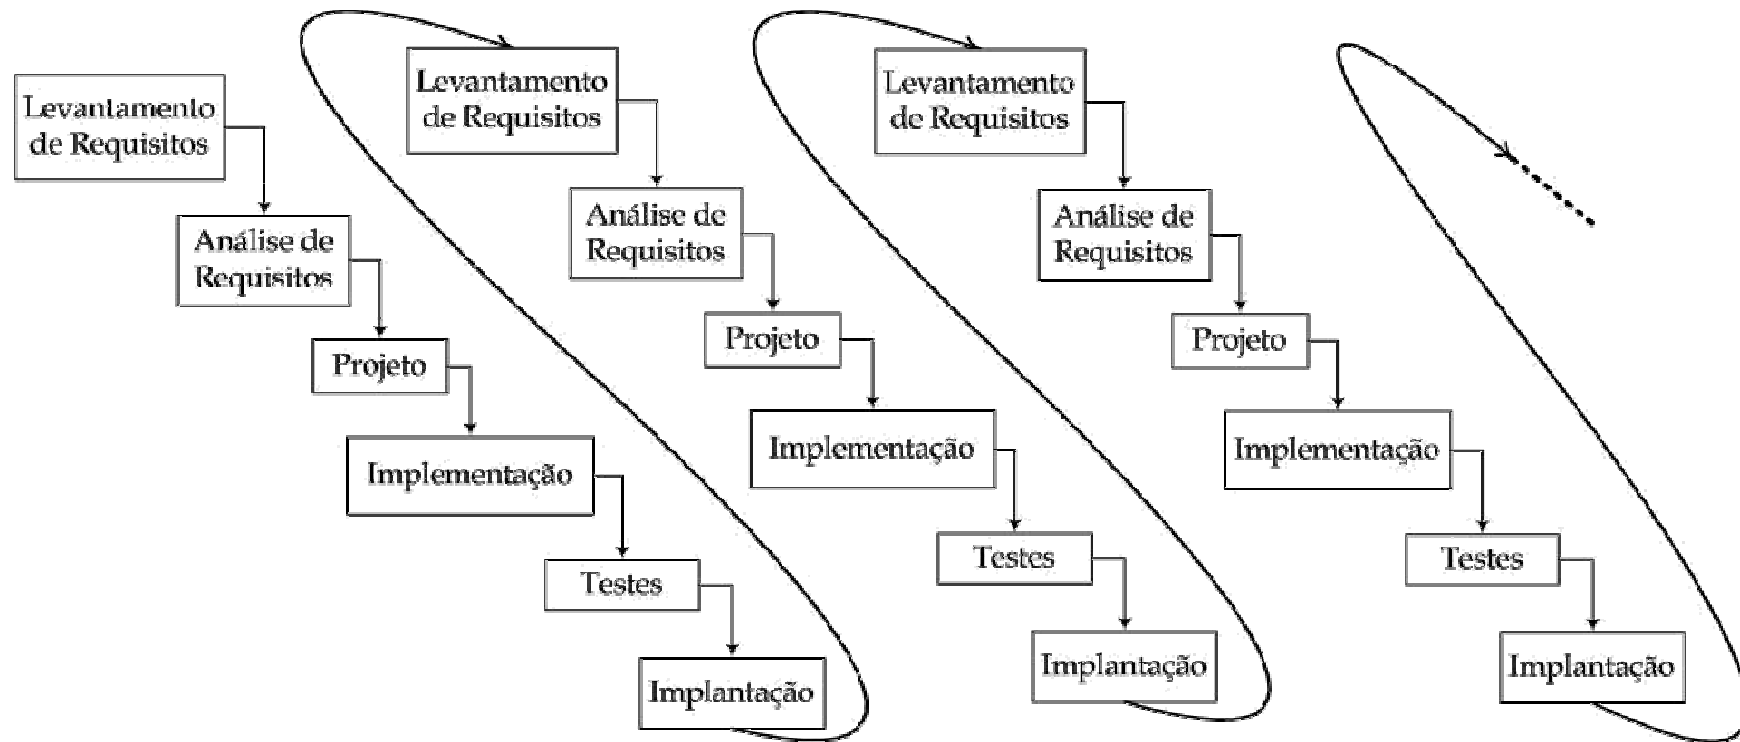 Levantamento
de Requisitos
Análise de
Requisitos
Projeto
Implementação
Testes
Implantação
Levantamento
de Requisitos
Análise de
Requisitos
Projeto
Implementação
Testes
Implantação
Levantamento
de Requisitos
Análise de
Requisitos
Projeto
Implementação
Testes
Implantação